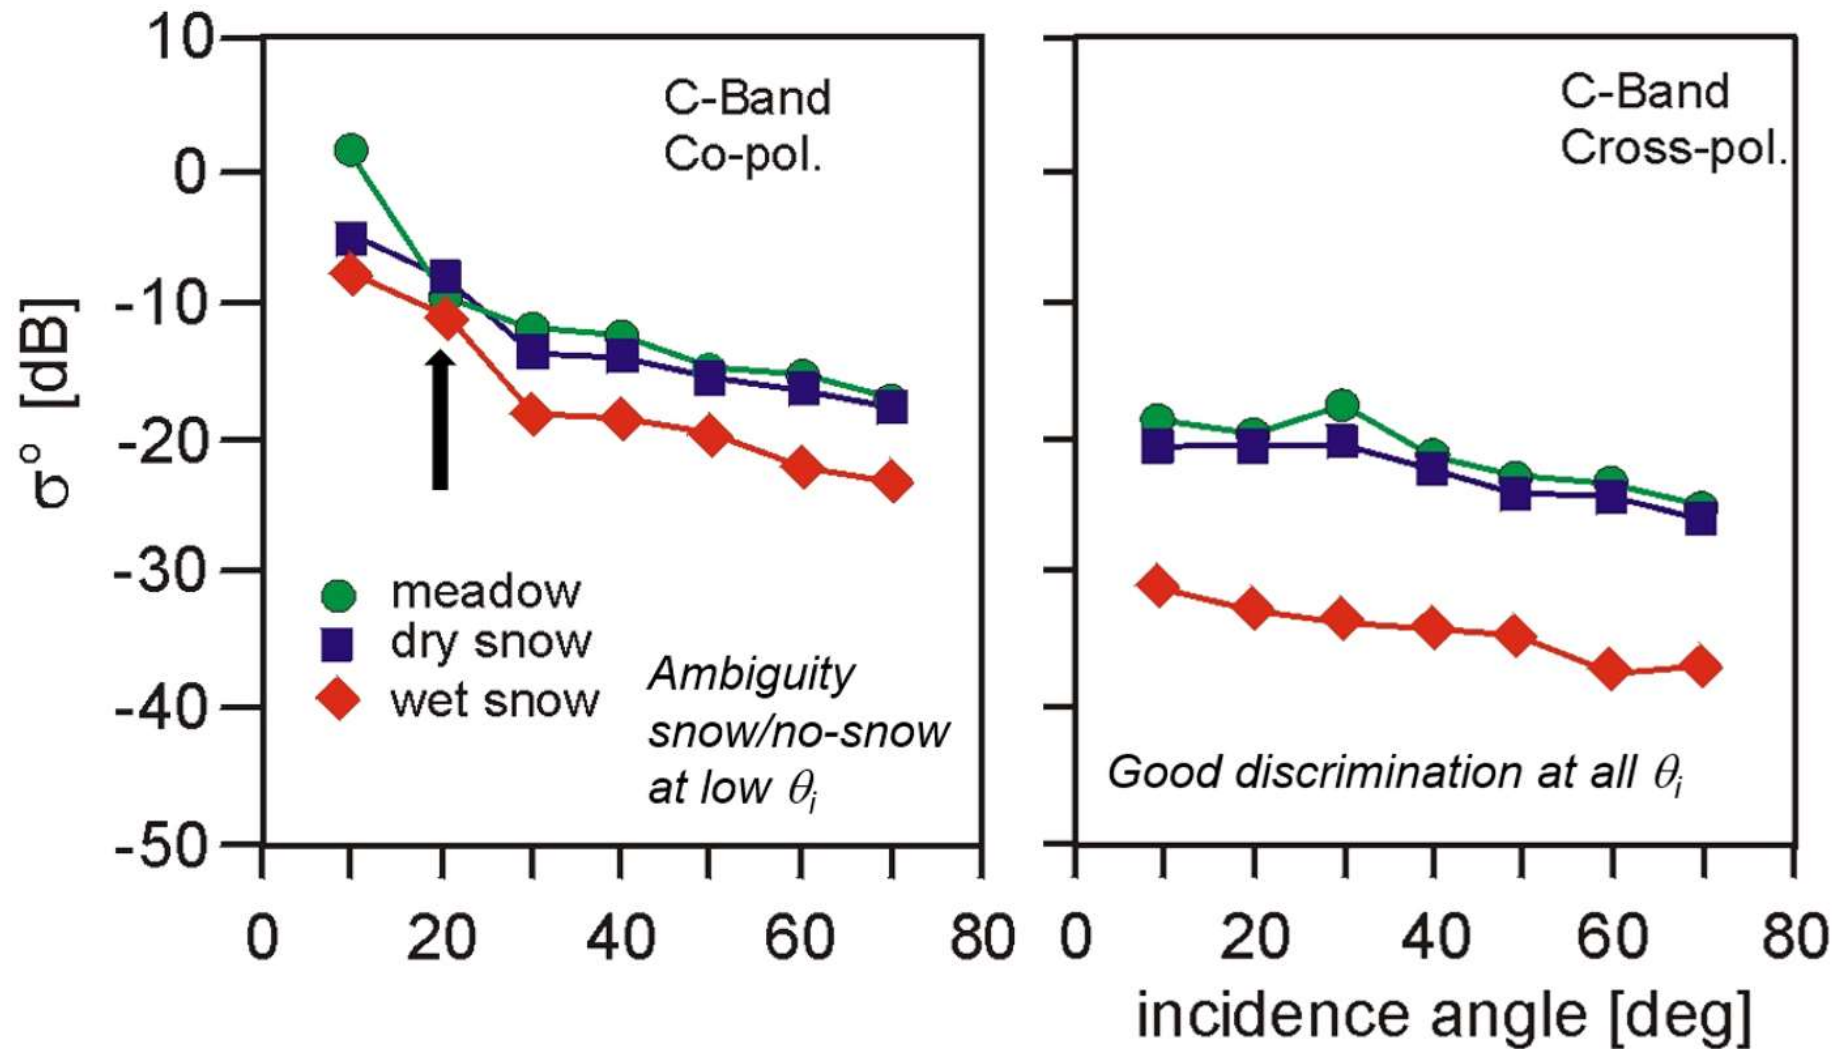 10
0
-10
-20
-30
-40
-50
σ° [dB]
C-Band
Co-pol.
meadow
dry snow
wet snow
Ambiguity
snow/no-snow
at low θi
0 20 40 60 80
C-Band
Cross-pol.
Good discrimination at all θi
0 20 40 60 80
incidence angle [deg]